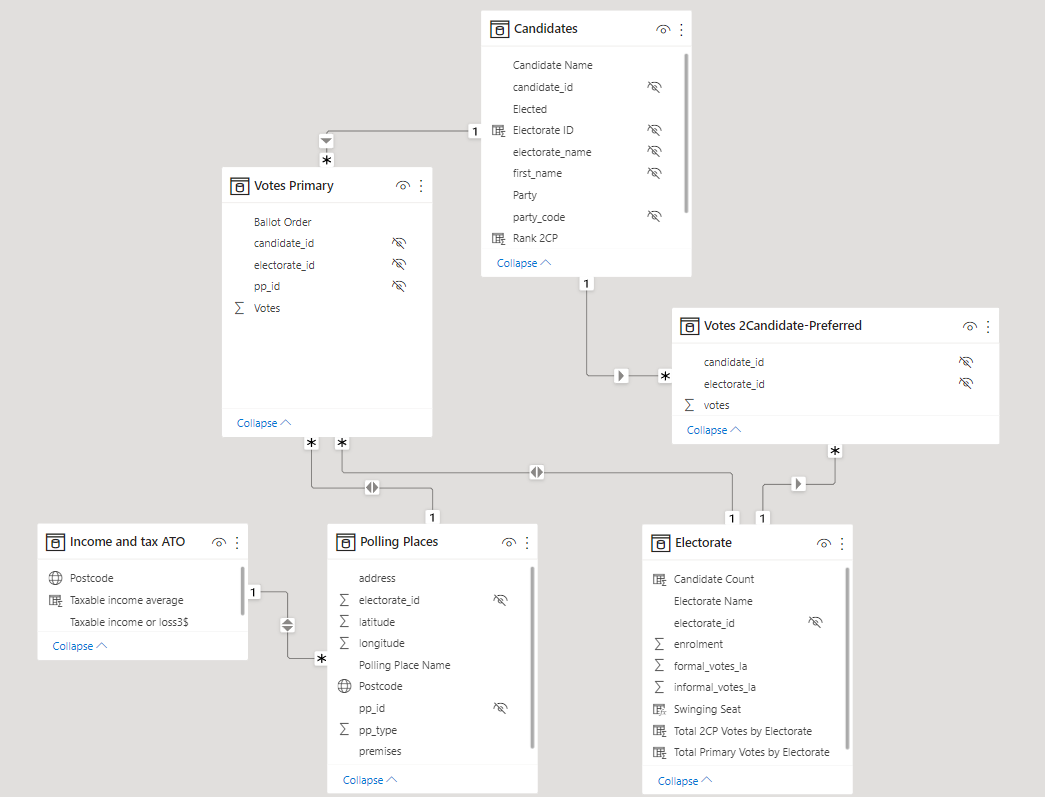 Candidates
Candidate Name
candidate_id
Elected
Electorate ID
electorate_name
first_name
Party
party_code
Rank 2CP
Collapse
1
*
1
Votes Primary
Ballot Order
candidate_id
electorate_id
pp_id
Votes
Collapse
*
*
Votes 2Candidate-Preferred
candidate_id
electorate_id
votes
Collapse
*
*
1
1
1
Income and tax ATO
Postcode
Taxable income average
Taxable income or loss3$
Collapse
1
*
Polling Places
address
electorate_id
latitude
longitude
Polling Place Name
Postcode
pp_id
pp_type
premises
Collapse
Electorate
Candidate Count
Electorate Name
electorate_id
enrolment
formal_votes_la
informal_votes_la
Swinging Seat
Total 2CP Votes by Electorate
Total Primary Votes by Electorate
Collapse